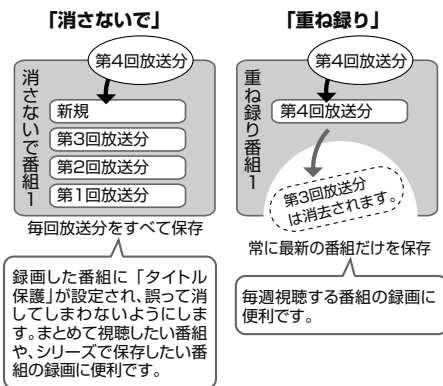 「消さないで」
第4回放送分
消さないで番組1
新規
第3回放送分
第2回放送分
第1回放送分
毎回放送分をすべて保存
録画した番組に「タイトル
保護」が設定され、誤って消
してしまわないようにしま
す。まとめて視聴したい番組
や、シリーズで保存したい番
組の録画に便利です。
「重ね録り」
第4回放送分
重ね録り番組1
第4回放送分
第3回放送分
は消去されます。
常に最新の番組だけを保存
毎週視聴する番組の録画に
便利です。